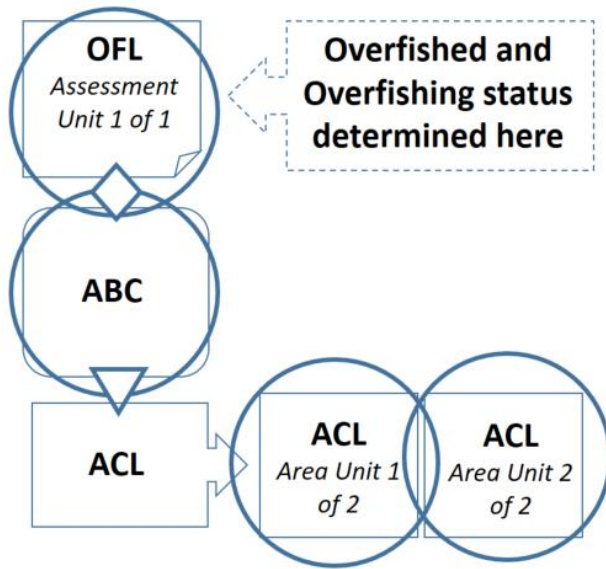 OFL
Assessment
Unit 1 of 1
Overfished and
Overfishing status
determined here
ABC
ACL
ACL
Area Unit 1
of 2
ACL
Area Unit 2
of 2